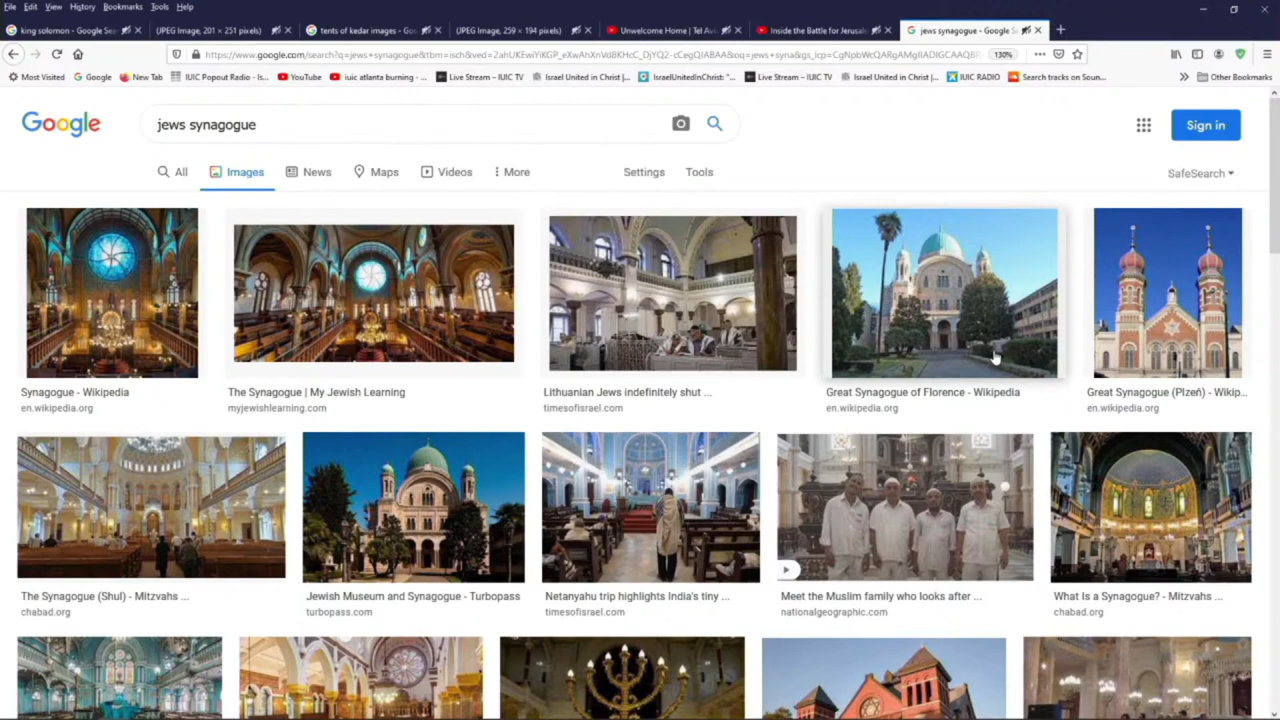 File Edit View History Bookmarks Tools Help
king solomon - Google Sea
(JPEG Image, 201 × 251 pixels)
tents of kedar images - Goo
(JPEG Image, 259 × 194 pixels)
Unwelcome Home | Tel Avi
Inside the Battle for Jerusale
jews synagogue - Google S
130%
Most Visited Google New Tab IUIC Popout Radio - Is... YouTube iuic atlanta burning - ... Live Stream – IUIC TV Israel United in Christ |... IsraelUnitedInChrist: "... Live Stream – IUIC TV Israel United in Christ |... IUIC RADIO Search tracks on Soun... Other Bookmarks
Google
jews synagogue
Sign in
All Images News Maps Videos More Settings Tools SafeSearch
Synagogue - Wikipedia
en.wikipedia.org
The Synagogue | My Jewish Learning
myjewishlearning.com
Lithuanian Jews indefinitely shut ...
timesofisrael.com
Great Synagogue of Florence - Wikipedia
en.wikipedia.org
Great Synagogue (Plzeň) - Wikip...
en.wikipedia.org
The Synagogue (Shul) - Mitzvahs ...
chabad.org
Jewish Museum and Synagogue - Turbopass
turbopass.com
Netanyahu trip highlights India's tiny ...
timesofisrael.com
Meet the Muslim family who looks after ...
nationalgeographic.com
What Is a Synagogue? - Mitzvahs ...
chabad.org